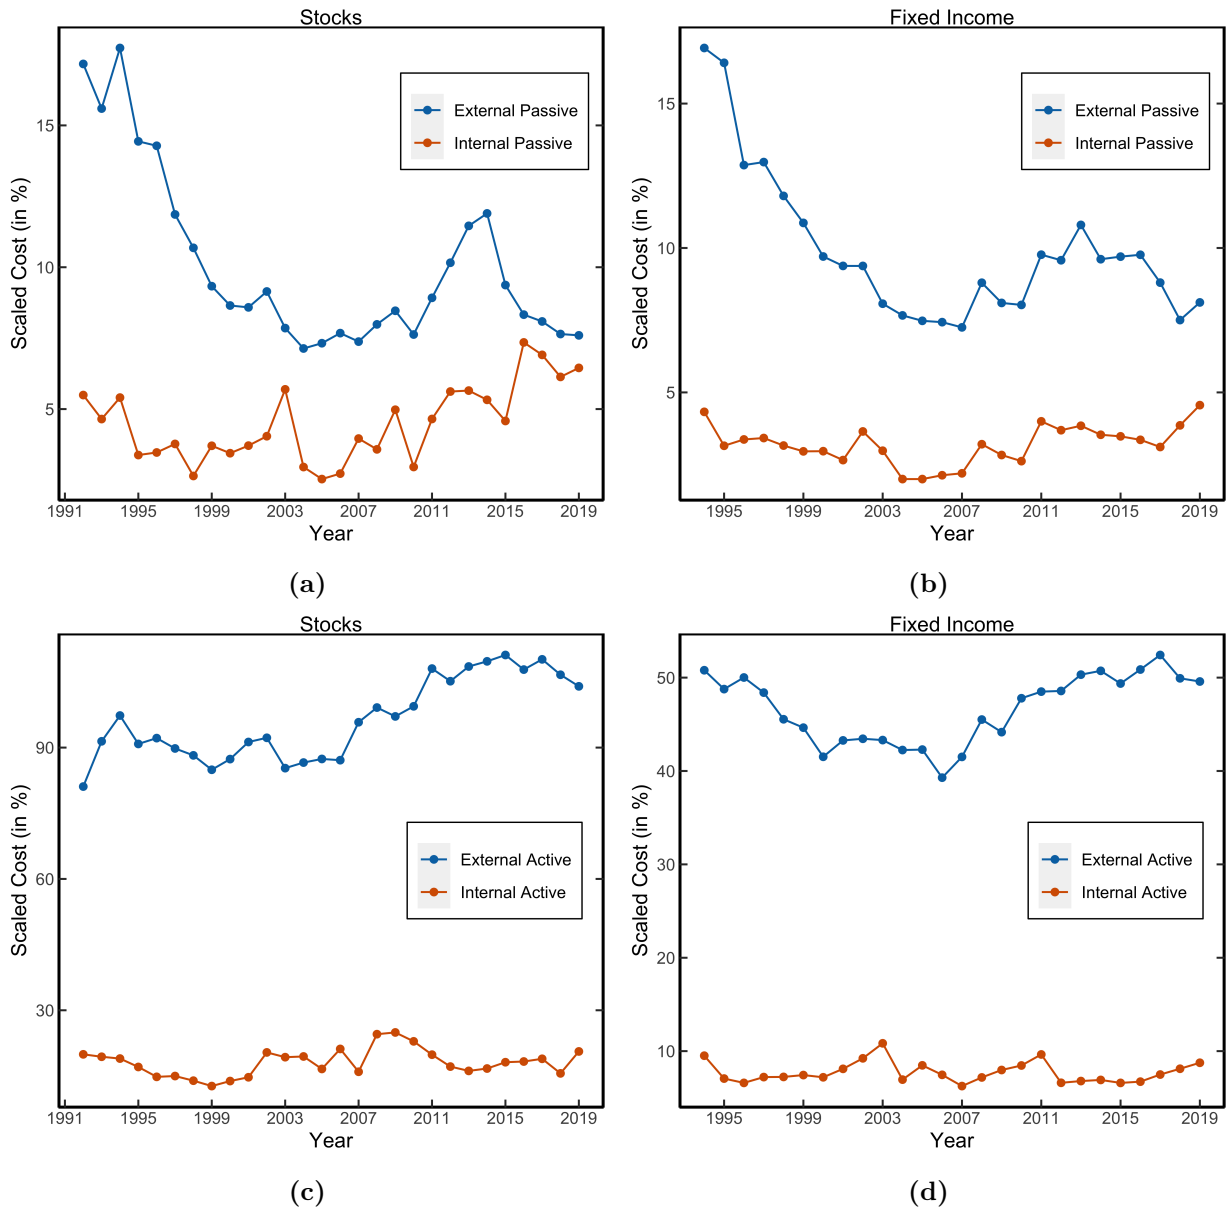 Stocks
Scaled Cost (in %)
15
10
5
External Passive
Internal Passive
1991 1995 1999 2003 2007 2011 2015 2019
Year
(a)
Fixed Income
Scaled Cost (in %)
15
10
5
External Passive
Internal Passive
1995 1999 2003 2007 2011 2015 2019
Year
(b)
Stocks
Scaled Cost (in %)
90
60
30
External Active
Internal Active
1991 1995 1999 2003 2007 2011 2015 2019
Year
(c)
Fixed Income
Scaled Cost (in %)
50
40
30
20
10
External Active
Internal Active
1995 1999 2003 2007 2011 2015 2019
Year
(d)